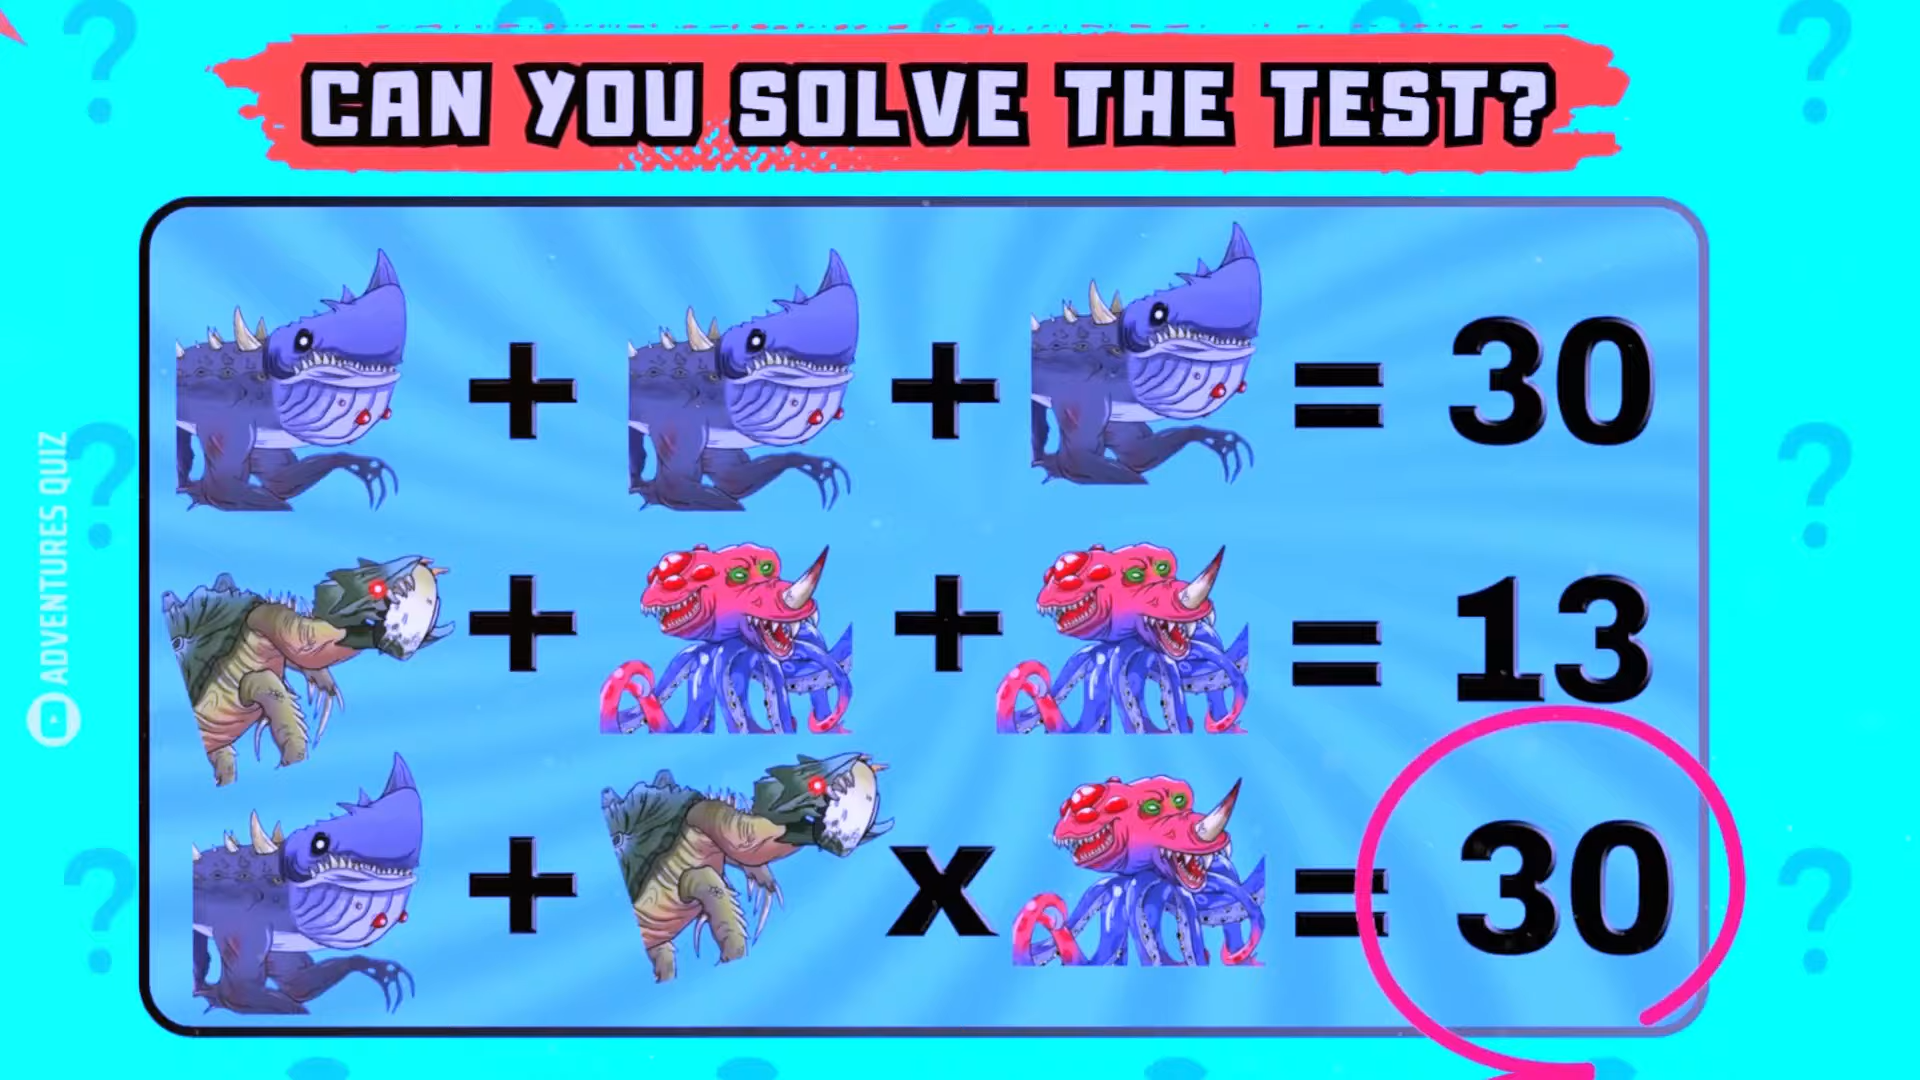 CAN YOU SOLVE THE TEST?
+ + = 30
+ + = 13
+ x = 30
ADVENTURES QUIZ